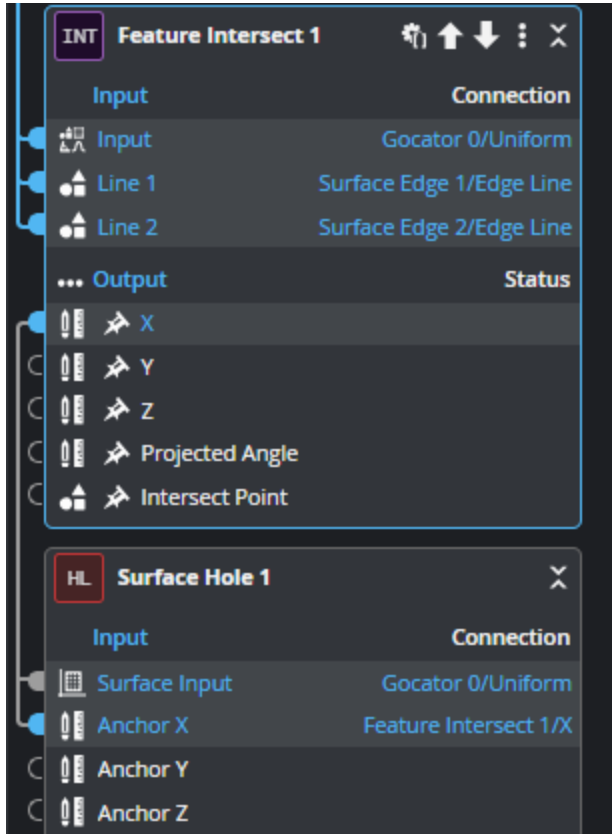 INT Feature Intersect 1
Input Connection
Input Gocator 0/Uniform
Line 1 Surface Edge 1/Edge Line
Line 2 Surface Edge 2/Edge Line
... Output Status
X
Y
Z
Projected Angle
Intersect Point
HL Surface Hole 1
Input Connection
Surface Input Gocator 0/Uniform
Anchor X Feature Intersect 1/X
Anchor Y
Anchor Z